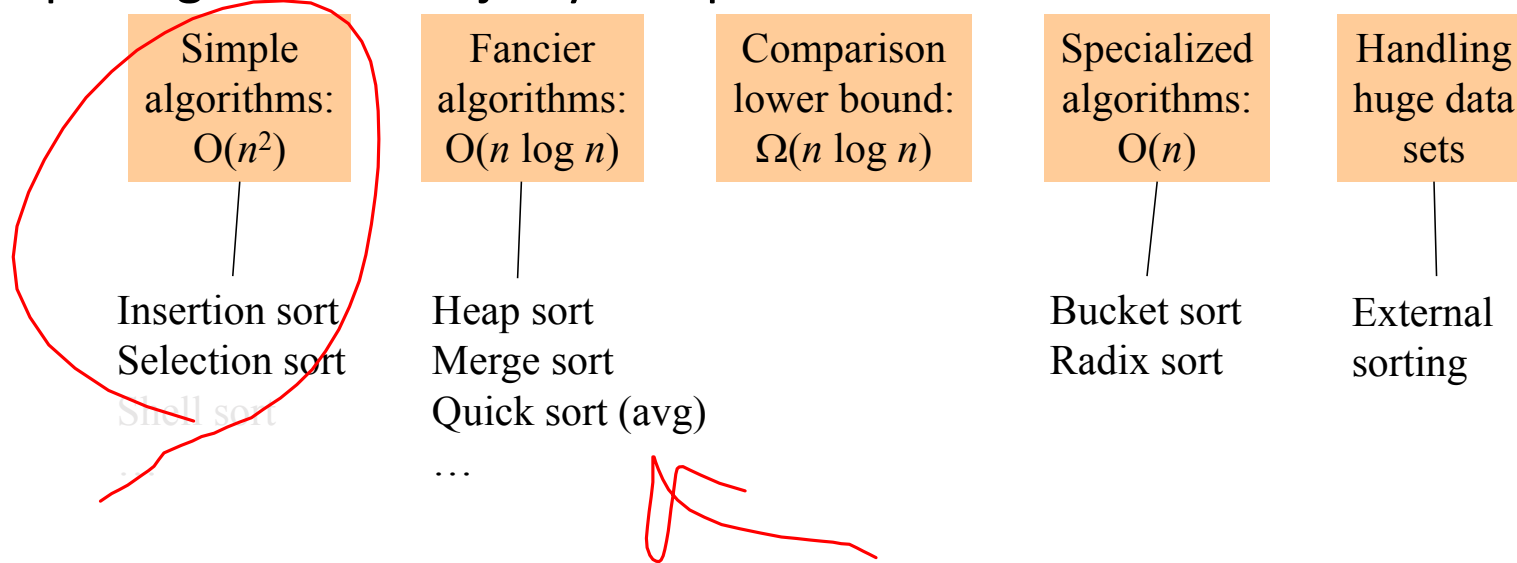 Simple
algorithms:
O(n²)
Fancier
algorithms:
O(n log n)
Comparison
lower bound:
Ω(n log n)
Specialized
algorithms:
O(n)
Handling
huge data
sets
Insertion sort
Selection sort
Shell sort
…
Heap sort
Merge sort
Quick sort (avg)
…
Bucket sort
Radix sort
External
sorting